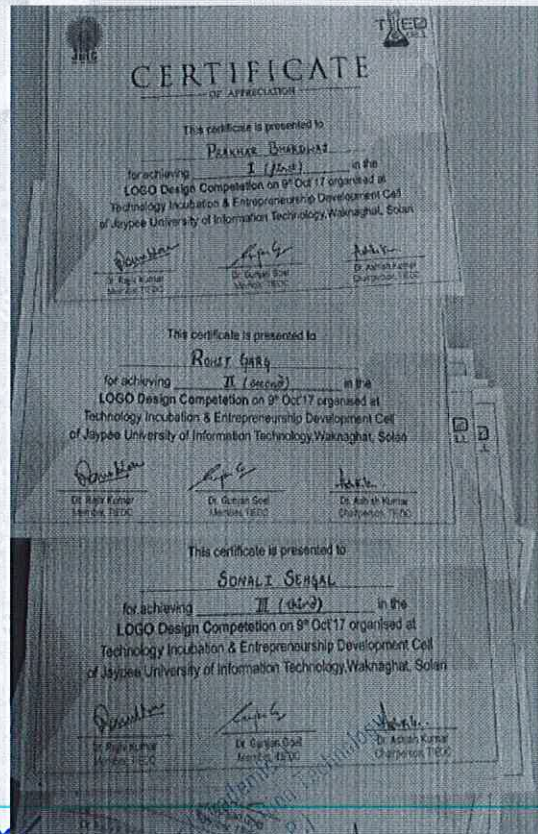 CERTIFICATE
OF APPRECIATION
This certificate is presented to
PRAKHAR BHARDWAJ
for achieving I (first) in the
LOGO Design Competetion on 9th Oct'17 organised at
Technology Incubation & Entrepreneurship Development Cell
of Jaypee University of Information Technology, Waknaghat, Solan
Dr. Rajiv Kumar Dr. Gunjan Goel Dr. Ashish Kumar
Member, TIEDC Member, TIEDC Chairperson, TIEDC
This certificate is presented to
ROHIT GARG
for achieving II (second) in the
LOGO Design Competetion on 9th Oct'17 organised at
Technology Incubation & Entrepreneurship Development Cell
of Jaypee University of Information Technology, Waknaghat, Solan
Dr. Rajiv Kumar Dr. Gunjan Goel Dr. Ashish Kumar
Member, TIEDC Member, TIEDC Chairperson, TIEDC
This certificate is presented to
SONALI SEHGAL
for achieving III (third) in the
LOGO Design Competetion on 9th Oct'17 organised at
Technology Incubation & Entrepreneurship Development Cell
of Jaypee University of Information Technology, Waknaghat, Solan
Dr. Rajiv Kumar Dr. Gunjan Goel Dr. Ashish Kumar
Member, TIEDC Member, TIEDC Chairperson, TIEDC